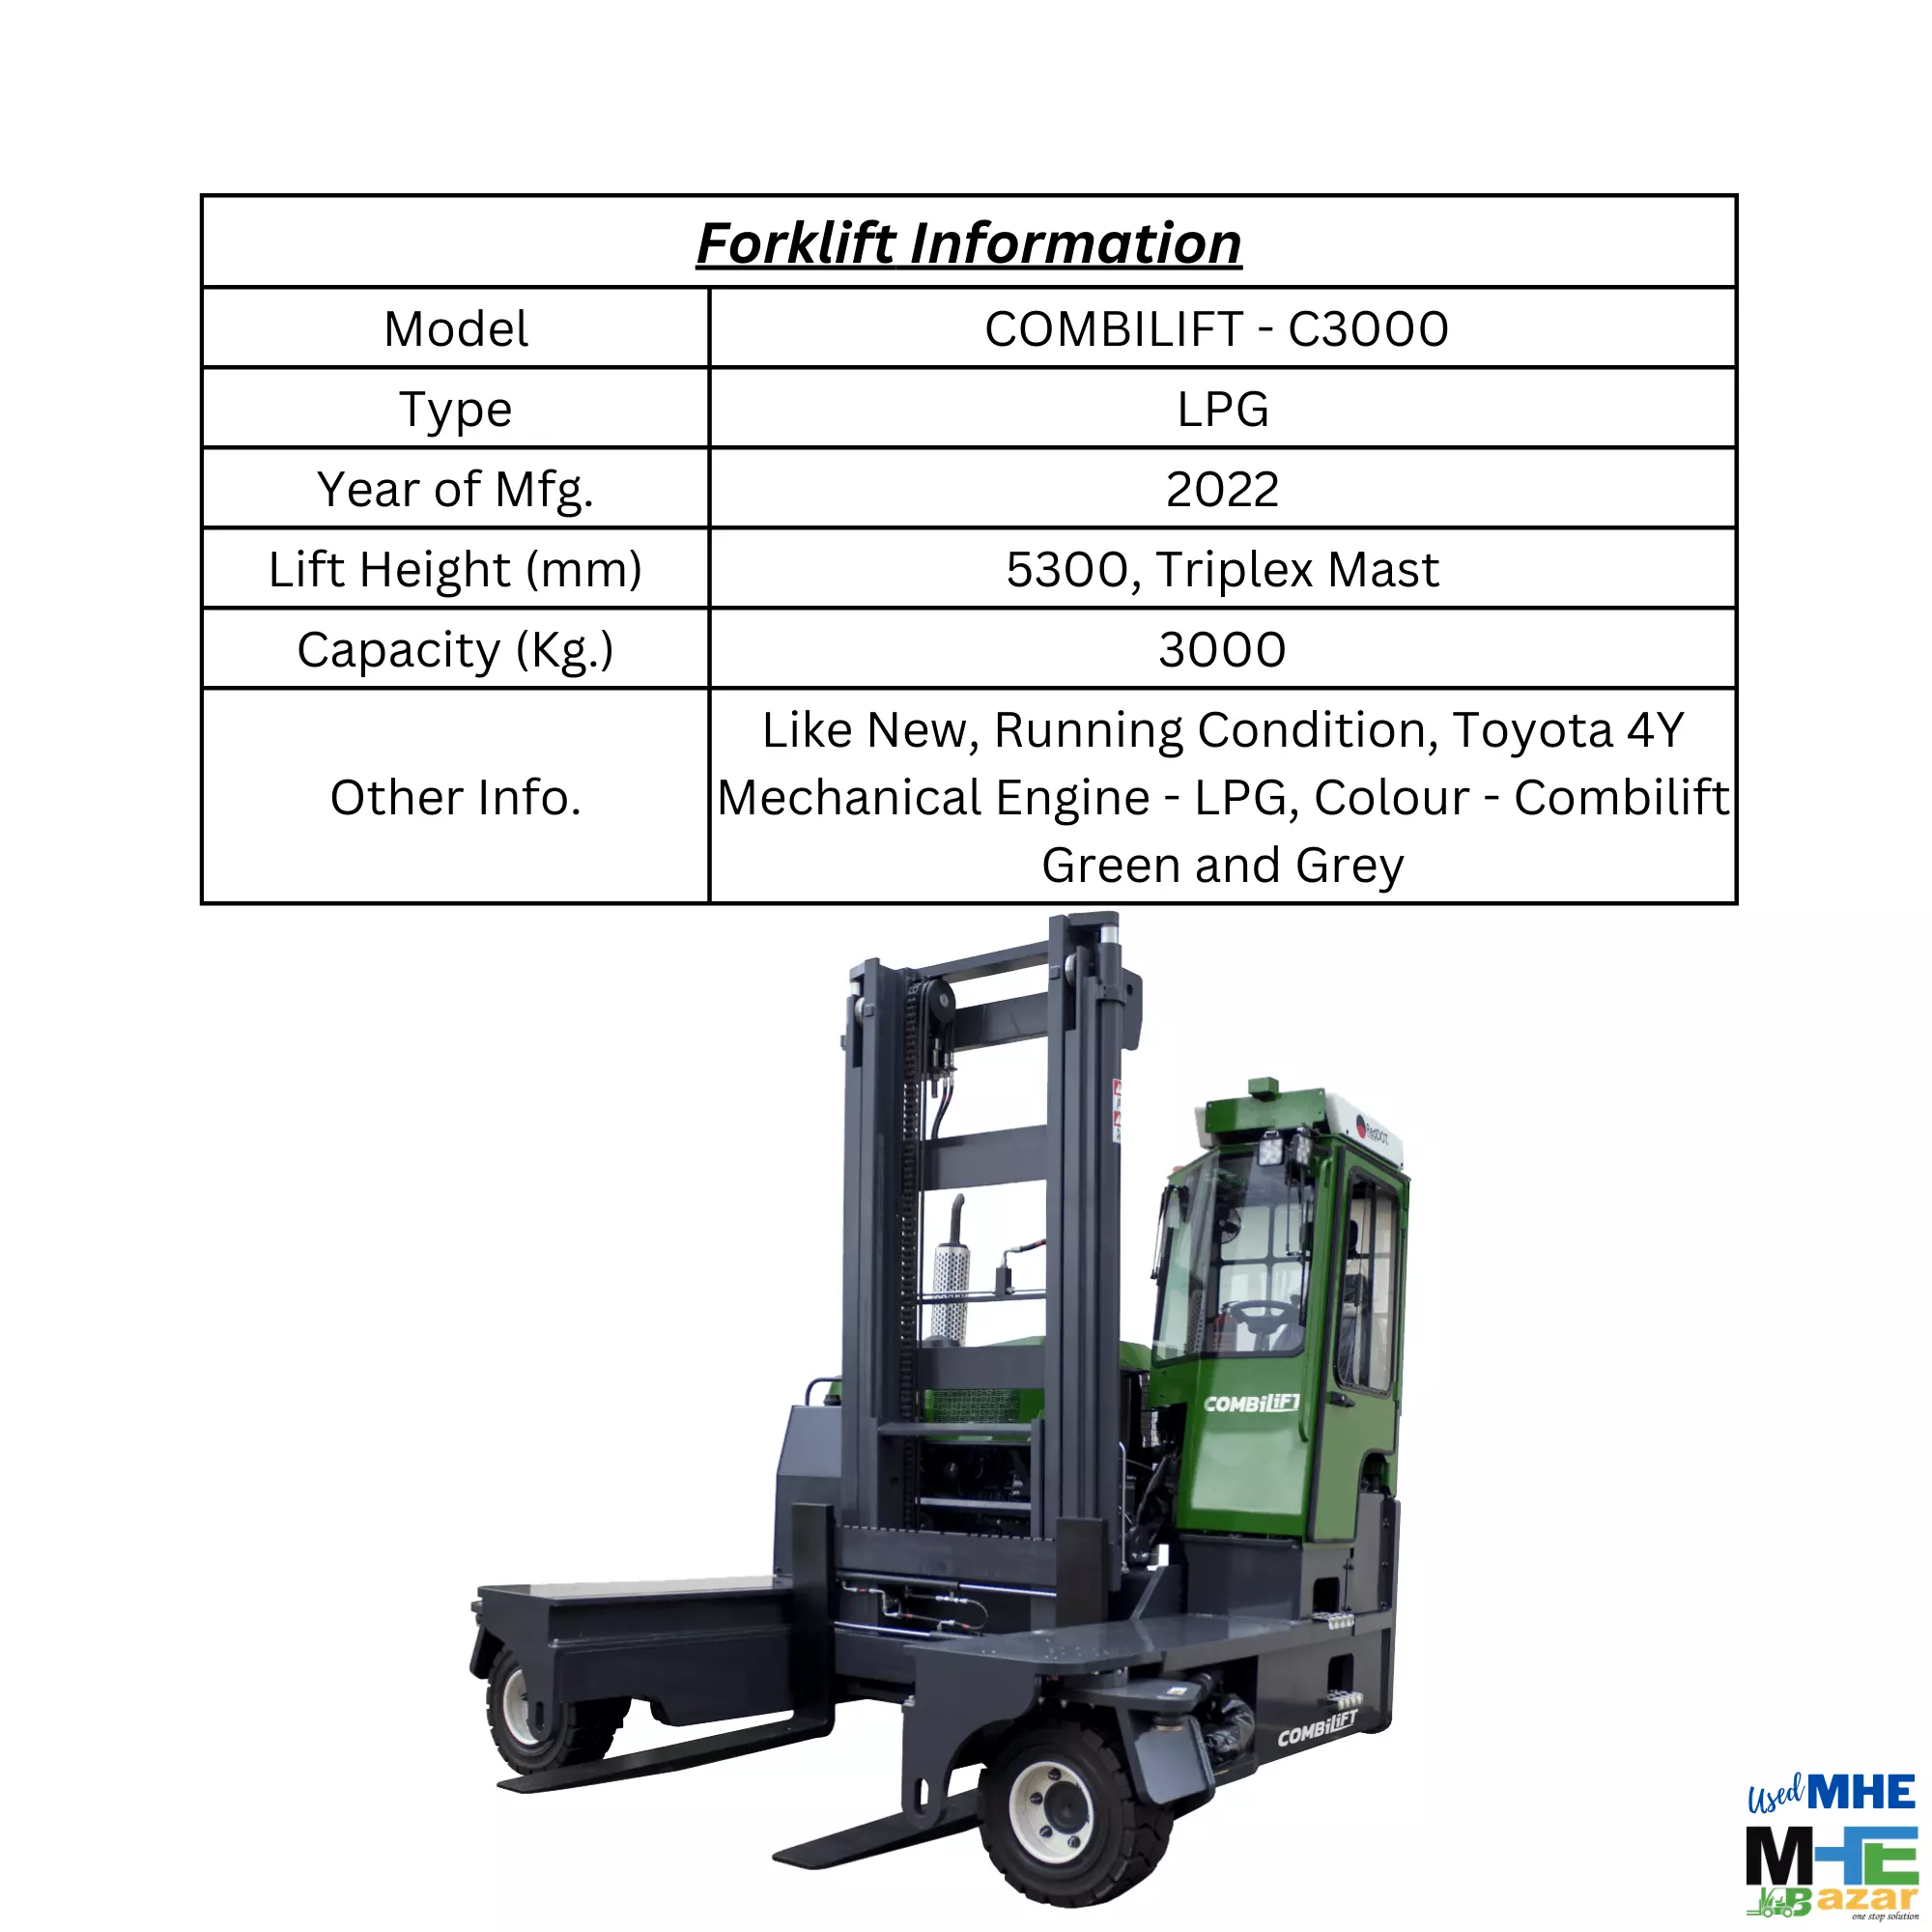 Forklift Information
Model
COMBILIFT - C3000
Type
LPG
Year of Mfg.
2022
Lift Height (mm)
5300, Triplex Mast
Capacity (Kg.)
3000
Other Info.
Like New, Running Condition, Toyota 4Y
Mechanical Engine - LPG, Colour - Combilift
Green and Grey
RedDOT
COMBiLiFT
COMBiLiFT
Used MHE
MHE
Bazar
one stop solution